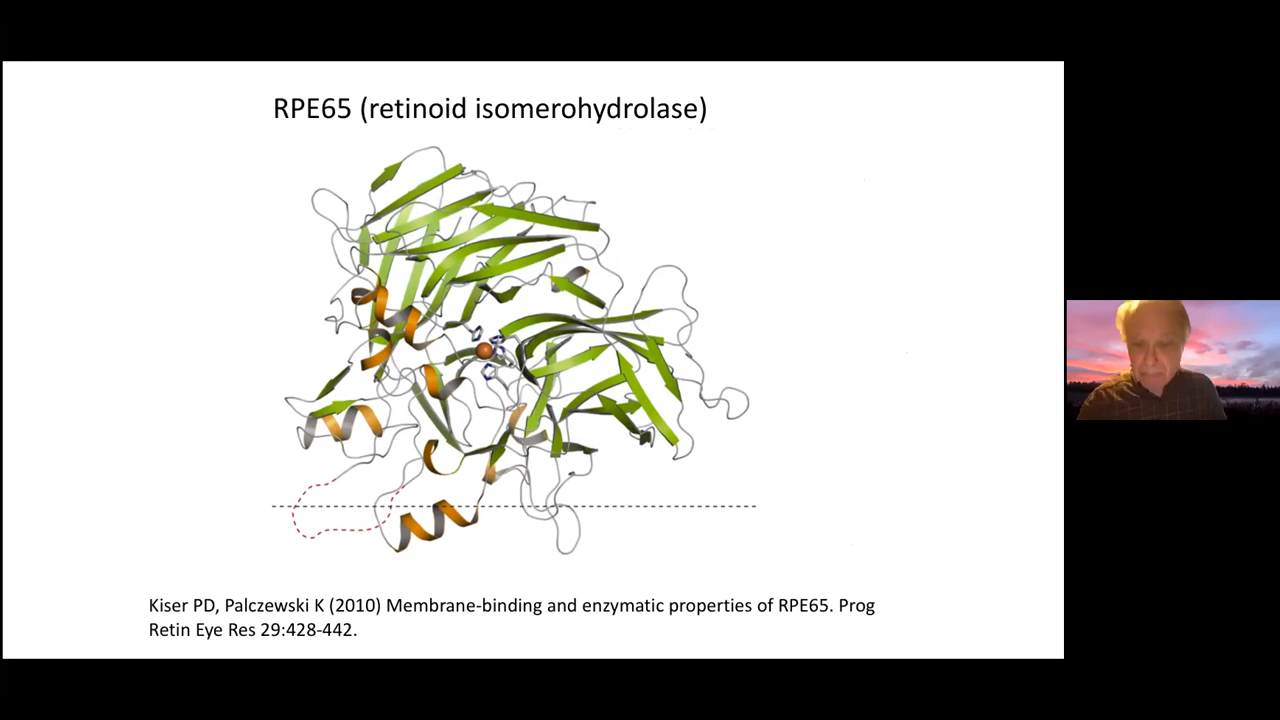 RPE65 (retinoid isomerohydrolase)
Kiser PD, Palczewski K (2010) Membrane-binding and enzymatic properties of RPE65. Prog
Retin Eye Res 29:428-442.